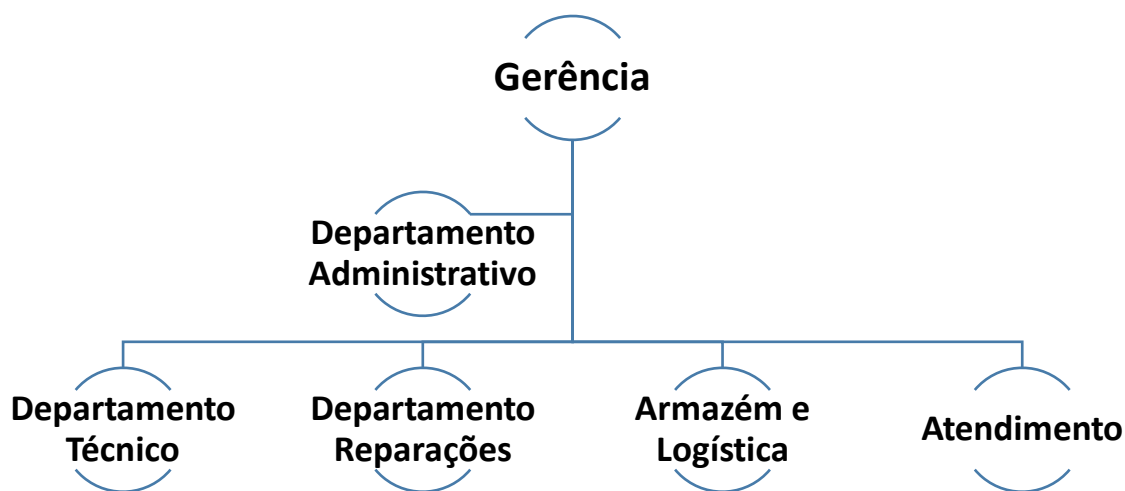 Gerência
Departamento
Administrativo
Departamento
Técnico
Departamento
Reparações
Armazém e
Logística
Atendimento